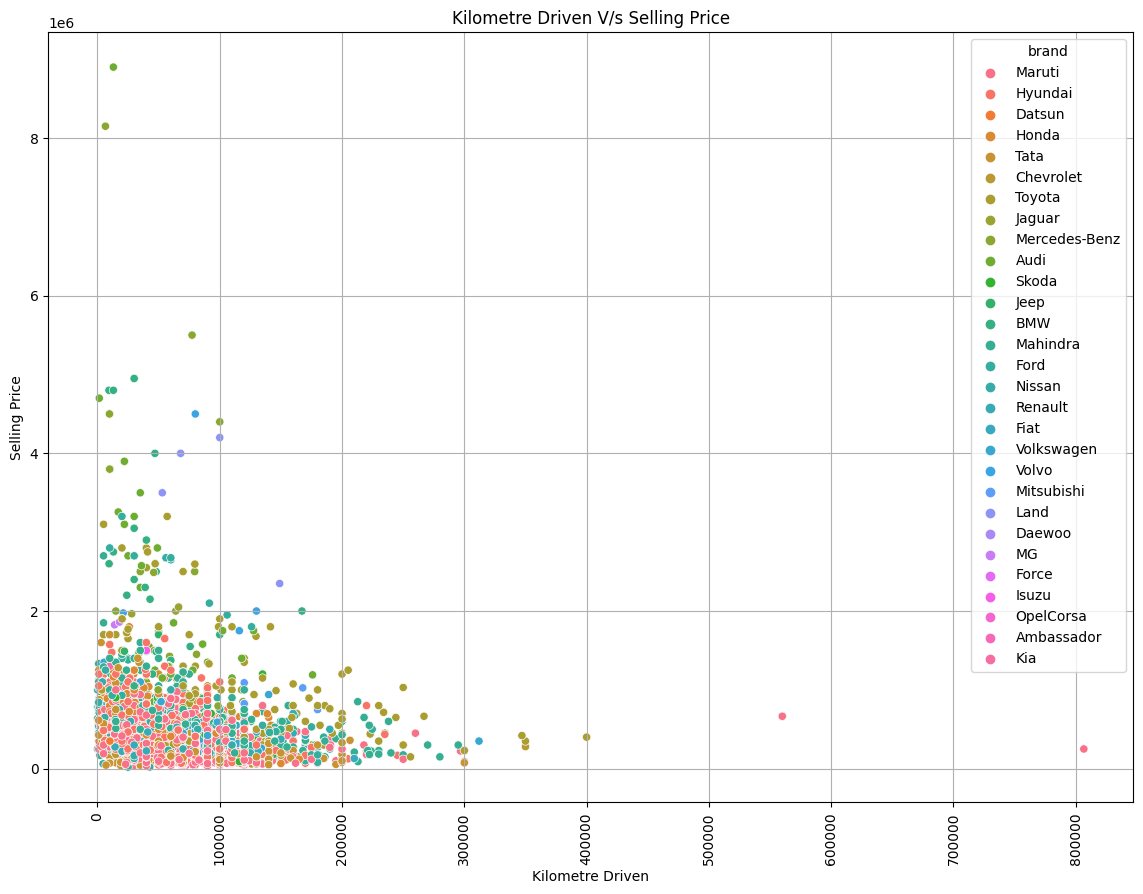 Kilometre Driven V/s Selling Price
1e6
8
6
4
2
0
Selling Price
0
100000
200000
300000
400000
500000
600000
700000
800000
Kilometre Driven
brand
Maruti
Hyundai
Datsun
Honda
Tata
Chevrolet
Toyota
Jaguar
Mercedes-Benz
Audi
Skoda
Jeep
BMW
Mahindra
Ford
Nissan
Renault
Fiat
Volkswagen
Volvo
Mitsubishi
Land
Daewoo
MG
Force
Isuzu
OpelCorsa
Ambassador
Kia